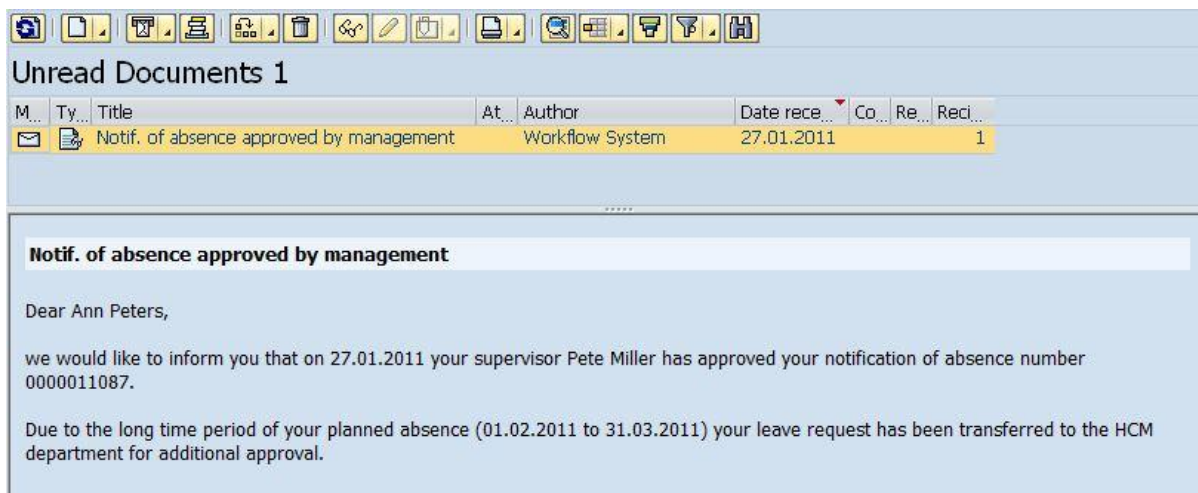 Unread Documents 1
M... Ty... Title At... Author Date rece... Co... Re... Reci...
Notif. of absence approved by management Workflow System 27.01.2011 1
Notif. of absence approved by management
Dear Ann Peters,
we would like to inform you that on 27.01.2011 your supervisor Pete Miller has approved your notification of absence number
0000011087.
Due to the long time period of your planned absence (01.02.2011 to 31.03.2011) your leave request has been transferred to the HCM
department for additional approval.